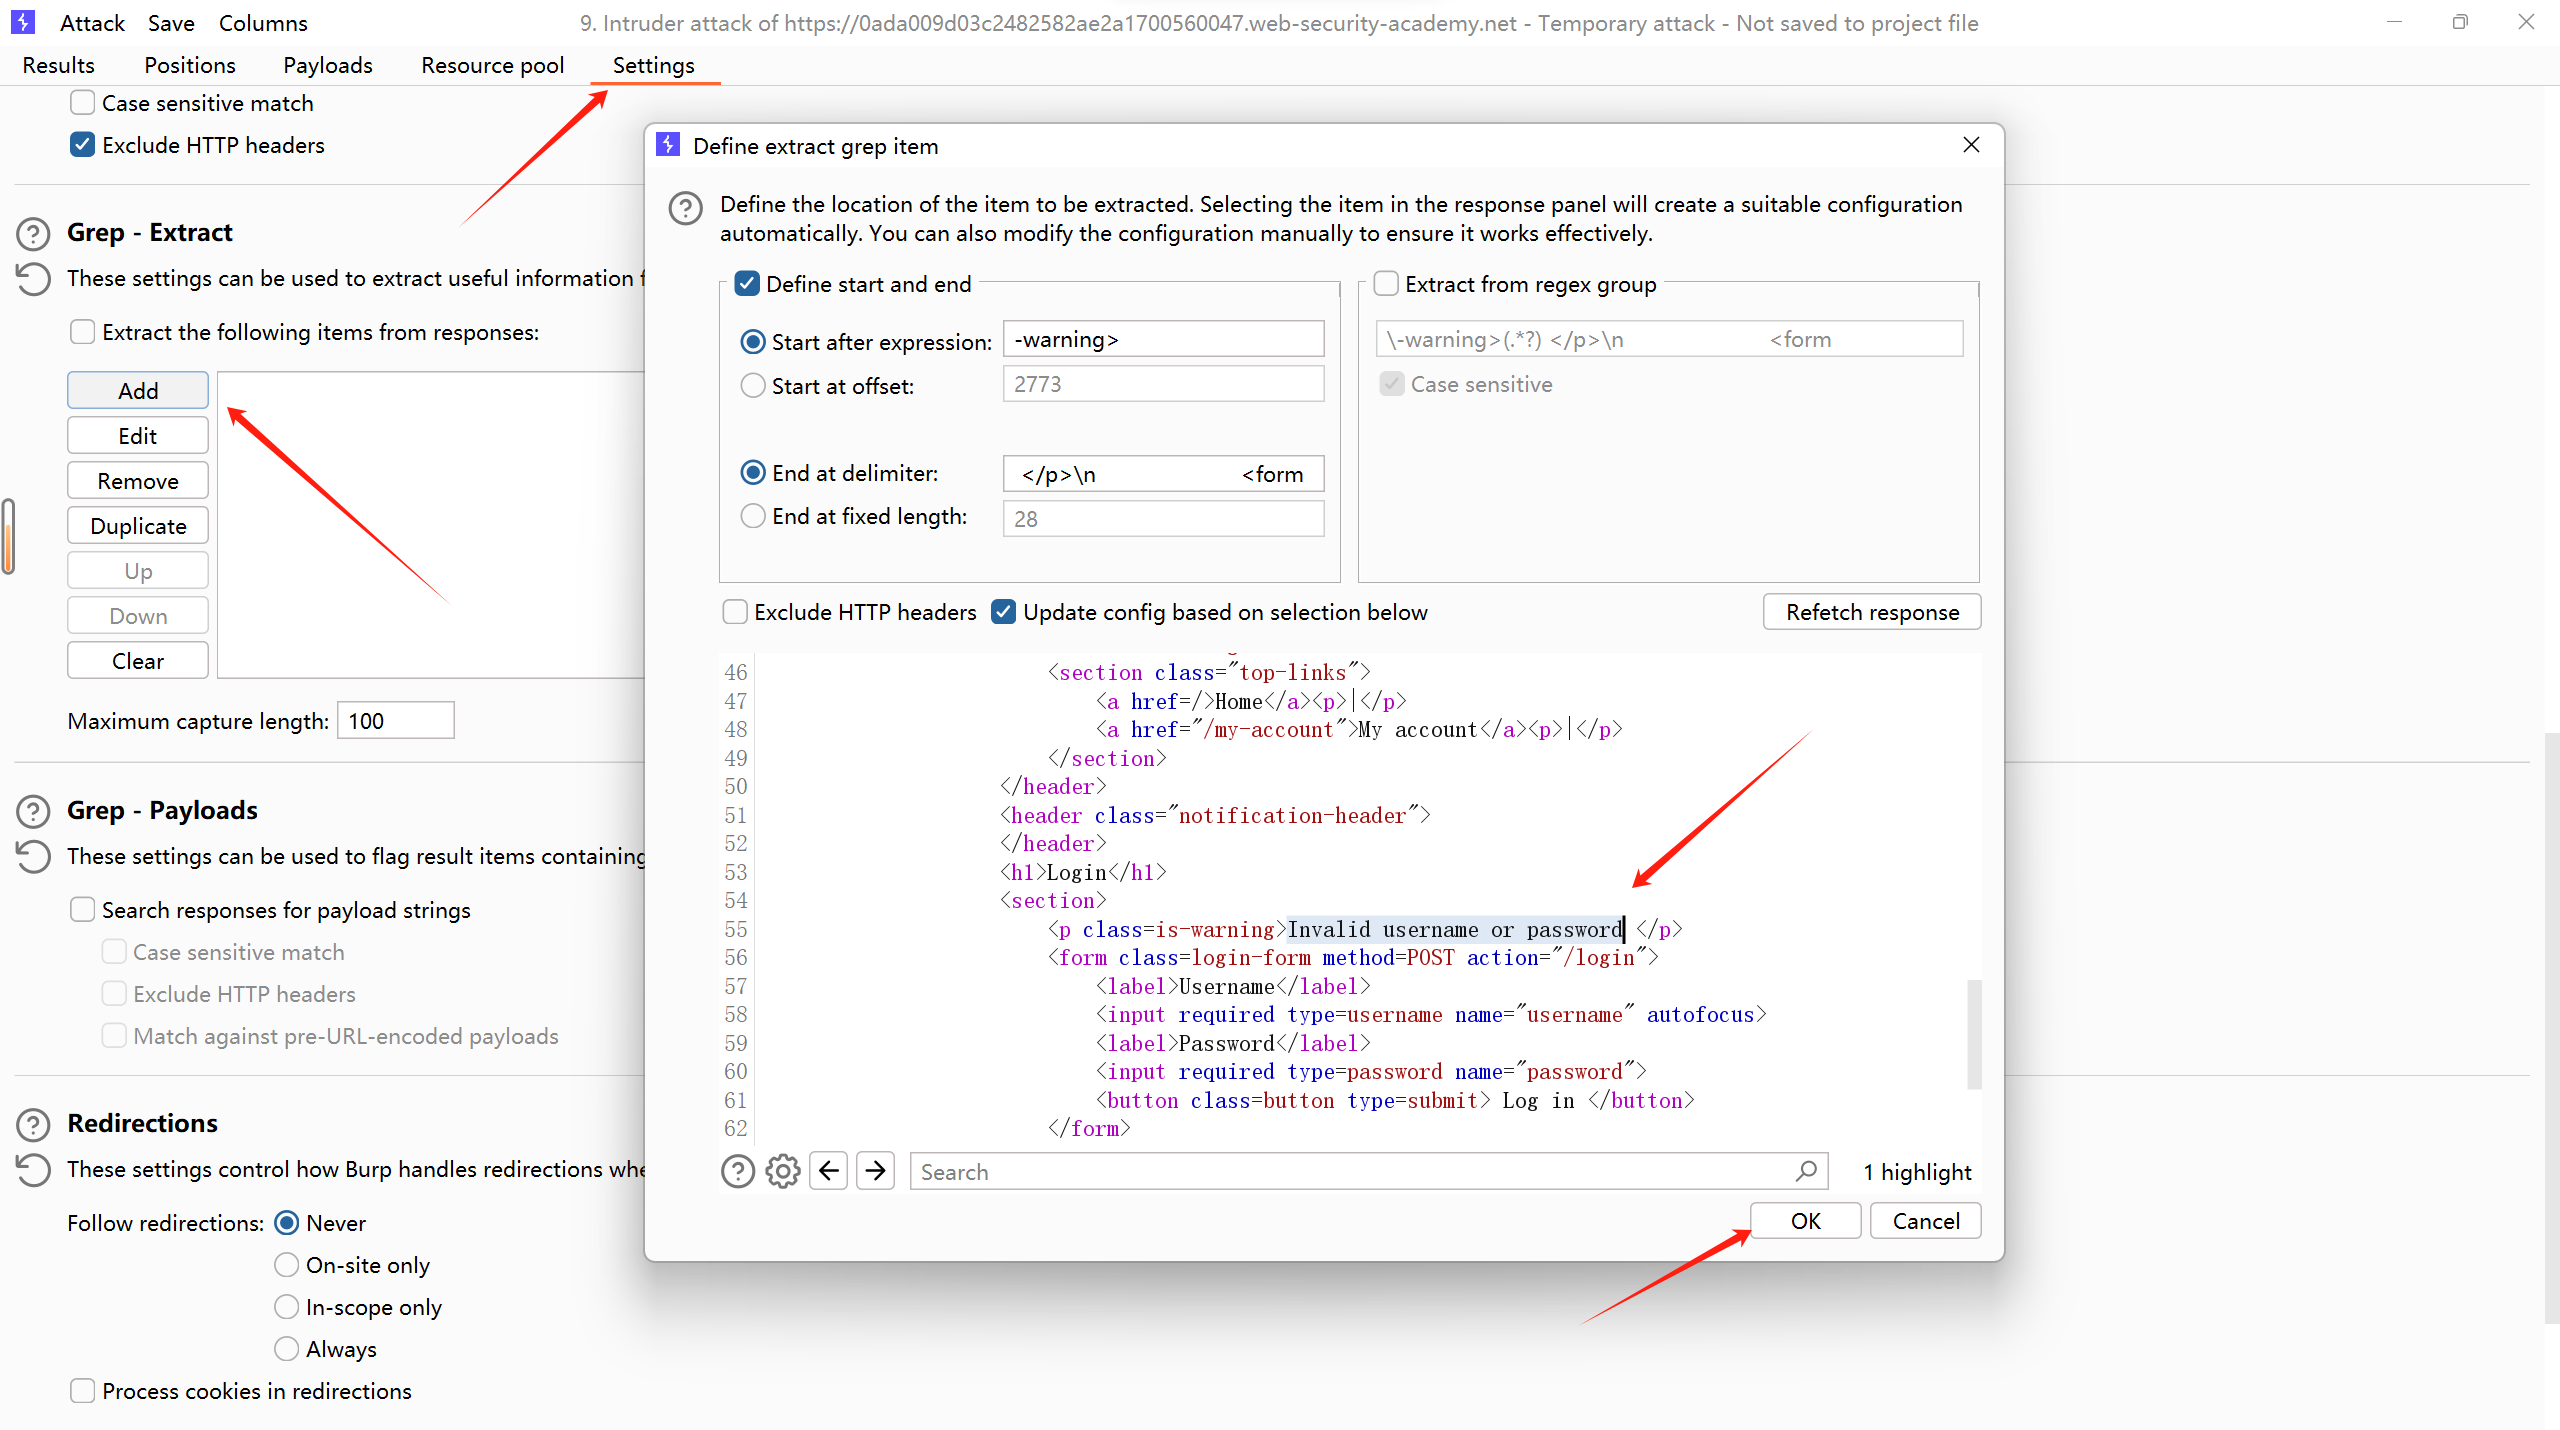 Attack Save Columns
9. Intruder attack of https://0ada009d03c2482582ae2a1700560047.web-security-academy.net - Temporary attack - Not saved to project file
Results Positions Payloads Resource pool Settings
Case sensitive match
Exclude HTTP headers
Grep - Extract
These settings can be used to extract useful information f
Extract the following items from responses:
Add
Edit
Remove
Duplicate
Up
Down
Clear
Maximum capture length: 100
Grep - Payloads
These settings can be used to flag result items containing
Search responses for payload strings
Case sensitive match
Exclude HTTP headers
Match against pre-URL-encoded payloads
Redirections
These settings control how Burp handles redirections whe
Follow redirections: Never
On-site only
In-scope only
Always
Process cookies in redirections
Define extract grep item
Define the location of the item to be extracted. Selecting the item in the response panel will create a suitable configuration
automatically. You can also modify the configuration manually to ensure it works effectively.
Define start and end
Start after expression: -warning>
Start at offset: 2773
End at delimiter: </p>\n <form
End at fixed length: 28
Extract from regex group
\-warning>(.*?) </p>\n <form
Case sensitive
Exclude HTTP headers Update config based on selection below Refetch response
46 <section class="top-links">
47 <a href=/>Home</a><p>|</p>
48 <a href="/my-account">My account</a><p>|</p>
49 </section>
50 </header>
51 <header class="notification-header">
52 </header>
53 <h1>Login</h1>
54 <section>
55 <p class=is-warning>Invalid username or password </p>
56 <form class=login-form method=POST action="/login">
57 <label>Username</label>
58 <input required type=username name="username" autofocus>
59 <label>Password</label>
60 <input required type=password name="password">
61 <button class=button type=submit> Log in </button>
62 </form>
Search 1 highlight
OK Cancel